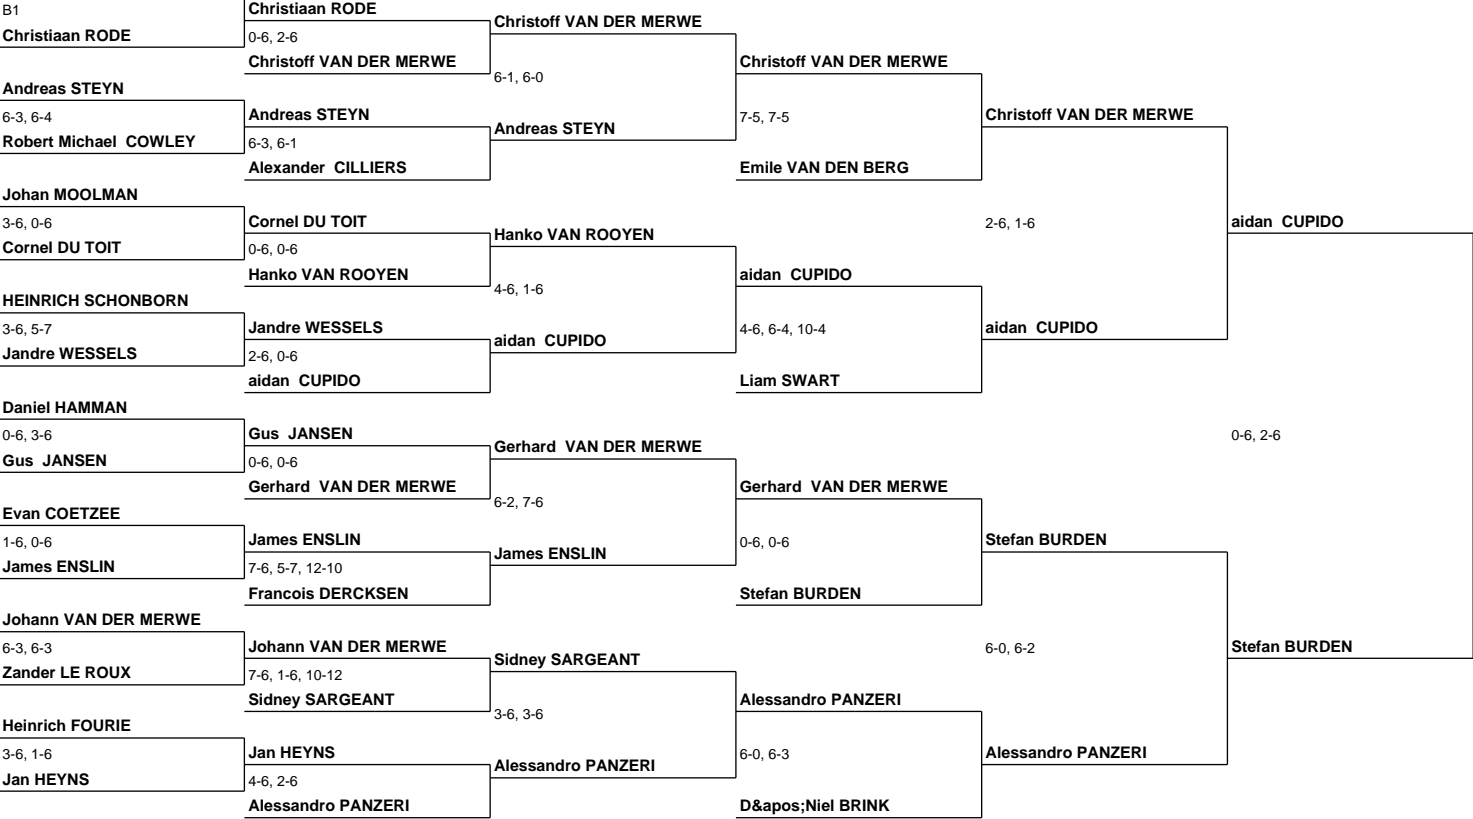 B1
Christiaan RODE
Andreas STEYN
6-3, 6-4
Robert Michael  COWLEY
Johan MOOLMAN
3-6, 0-6
Cornel DU TOIT
HEINRICH SCHONBORN
3-6, 5-7
Jandre WESSELS
Daniel HAMMAN
0-6, 3-6
Gus  JANSEN
Evan COETZEE
1-6, 0-6
James ENSLIN
Johann VAN DER MERWE
6-3, 6-3
Zander LE ROUX
Heinrich FOURIE
3-6, 1-6
Jan HEYNS
Christiaan RODE
0-6, 2-6
Christoff VAN DER MERWE
Andreas STEYN
6-3, 6-1
Alexander  CILLIERS
Cornel DU TOIT
0-6, 0-6
Hanko VAN ROOYEN
Jandre WESSELS
2-6, 0-6
aidan  CUPIDO
Gus  JANSEN
0-6, 0-6
Gerhard  VAN DER MERWE
James ENSLIN
7-6, 5-7, 12-10
Francois DERCKSEN
Johann VAN DER MERWE
7-6, 1-6, 10-12
Sidney SARGEANT
Jan HEYNS
4-6, 2-6
Alessandro PANZERI
Christoff VAN DER MERWE
6-1, 6-0
Andreas STEYN
Hanko VAN ROOYEN
4-6, 1-6
aidan  CUPIDO
Gerhard  VAN DER MERWE
6-2, 7-6
James ENSLIN
Sidney SARGEANT
3-6, 3-6
Alessandro PANZERI
Christoff VAN DER MERWE
7-5, 7-5
Emile VAN DEN BERG
aidan  CUPIDO
4-6, 6-4, 10-4
Liam SWART
Gerhard  VAN DER MERWE
0-6, 0-6
Stefan BURDEN
Alessandro PANZERI
6-0, 6-3
D&apos;Niel BRINK
Christoff VAN DER MERWE
2-6, 1-6
aidan  CUPIDO
Stefan BURDEN
6-0, 6-2
Alessandro PANZERI
aidan  CUPIDO
0-6, 2-6
Stefan BURDEN